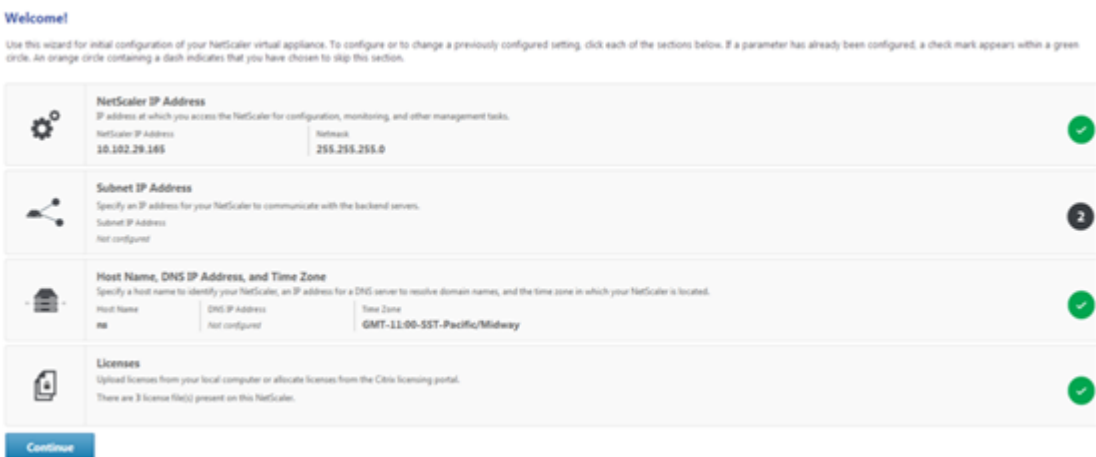 Welcome!
Use this wizard for initial configuration of your NetScaler virtual appliance. To configure or to change a previously configured setting, click each of the sections below. If a parameter has already been configured, a check mark appears within a green
circle. An orange circle containing a dash indicates that you have chosen to skip this section.
NetScaler IP Address
IP address at which you access the NetScaler for configuration, monitoring, and other management tasks.
NetScaler IP Address Netmask
10.102.29.165 255.255.255.0
Subnet IP Address
Specify an IP address for your NetScaler to communicate with the backend servers.
Subnet IP Address
Not configured
2
Host Name, DNS IP Address, and Time Zone
Specify a host name to identify your NetScaler, an IP address for a DNS server to resolve domain names, and the time zone in which your NetScaler is located.
Host Name DNS IP Address Time Zone
ns Not configured GMT-11:00-SST-Pacific/Midway
Licenses
Upload licenses from your local computer or allocate licenses from the Citrix licensing portal.
There are 3 license file(s) present on this NetScaler.
Continue